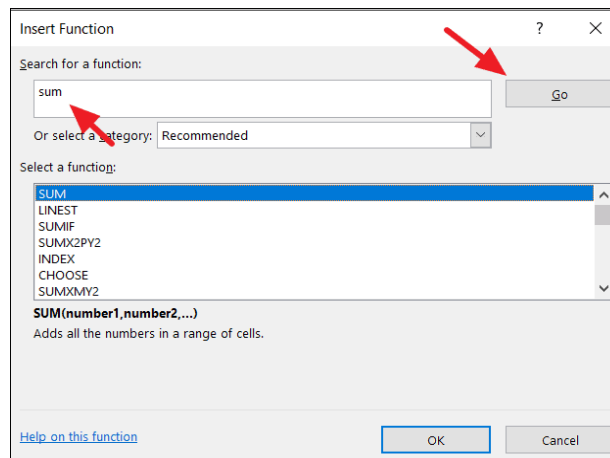 Insert Function
?
Search for a function:
sum
Go
Or select a category: Recommended
Select a function:
SUM
LINEST
SUMIF
SUMX2PY2
INDEX
CHOOSE
SUMXMY2
SUM(number1,number2,...)
Adds all the numbers in a range of cells.
Help on this function
OK
Cancel